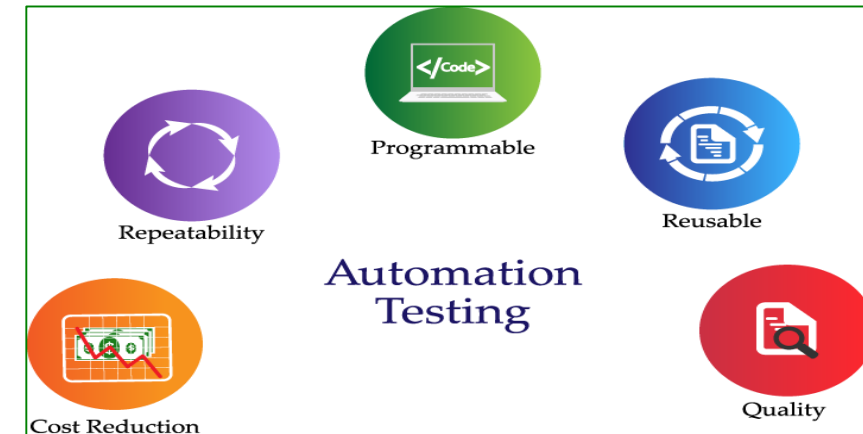 </Code>
Programmable
Repeatability
Reusable
Automation
Testing
Cost Reduction
Quality